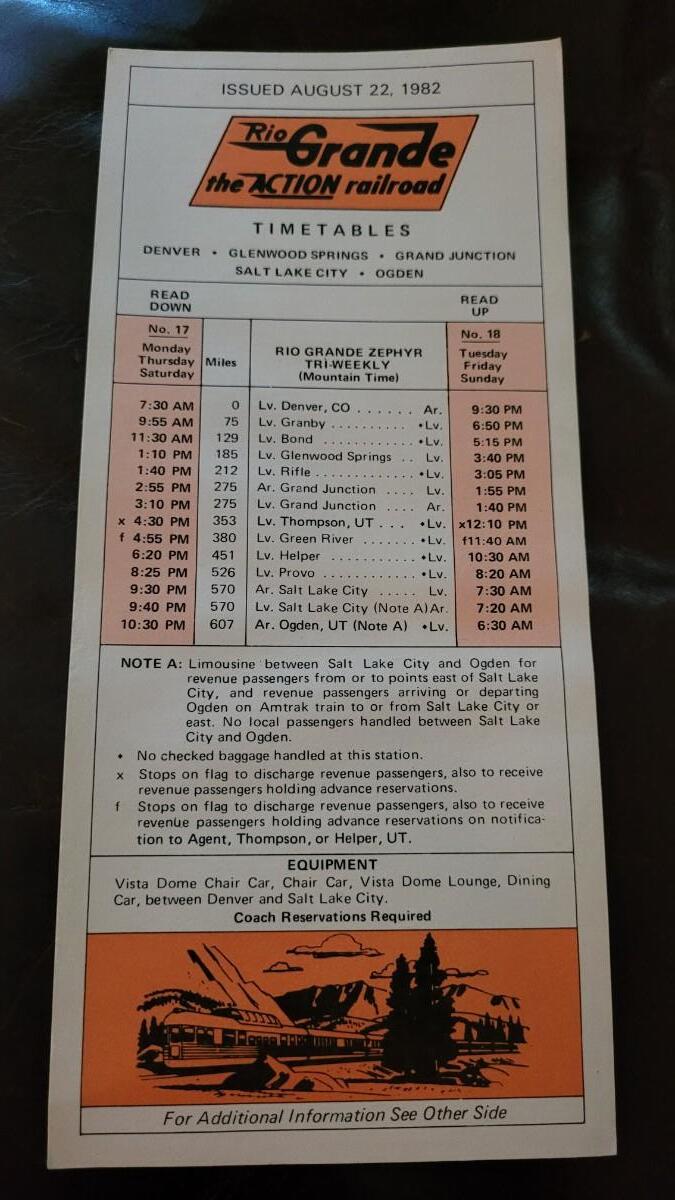 ISSUED AUGUST 22, 1982
Rio Grande
the ACTION railroad
TIMETABLES
DENVER • GLENWOOD SPRINGS • GRAND JUNCTION
SALT LAKE CITY • OGDEN
READ DOWN READ UP
No. 17 Monday Thursday Saturday Miles RIO GRANDE ZEPHYR TRI-WEEKLY (Mountain Time) No. 18 Tuesday Friday Sunday
7:30 AM 0 Lv. Denver, CO . . . . . . Ar. 9:30 PM
9:55 AM 75 Lv. Granby . . . . . . . . . . ⬩Lv. 6:50 PM
11:30 AM 129 Lv. Bond . . . . . . . . . . . ⬩Lv. 5:15 PM
1:10 PM 185 Lv. Glenwood Springs . . Lv. 3:40 PM
1:40 PM 212 Lv. Rifle . . . . . . . . . . . . ⬩Lv. 3:05 PM
2:55 PM 275 Ar. Grand Junction . . . . Lv. 1:55 PM
3:10 PM 275 Lv. Grand Junction . . . . Ar. 1:40 PM
x 4:30 PM 353 Lv. Thompson, UT . . . ⬩Lv. x12:10 PM
f 4:55 PM 380 Lv. Green River . . . . . . . ⬩Lv. f11:40 AM
6:20 PM 451 Lv. Helper . . . . . . . . . . . ⬩Lv. 10:30 AM
8:25 PM 526 Lv. Provo . . . . . . . . . . . . ⬩Lv. 8:20 AM
9:30 PM 570 Ar. Salt Lake City . . . . . Lv. 7:30 AM
9:40 PM 570 Lv. Salt Lake City (Note A) Ar. 7:20 AM
10:30 PM 607 Ar. Ogden, UT (Note A) ⬩Lv. 6:30 AM
NOTE A: Limousine between Salt Lake City and Ogden for
revenue passengers from or to points east of Salt Lake
City, and revenue passengers arriving or departing
Ogden on Amtrak train to or from Salt Lake City or
east. No local passengers handled between Salt Lake
City and Ogden.
⬩ No checked baggage handled at this station.
x Stops on flag to discharge revenue passengers, also to receive
revenue passengers holding advance reservations.
f Stops on flag to discharge revenue passengers, also to receive
revenue passengers holding advance reservations on notifica-
tion to Agent, Thompson, or Helper, UT.
EQUIPMENT
Vista Dome Chair Car, Chair Car, Vista Dome Lounge, Dining
Car, between Denver and Salt Lake City.
Coach Reservations Required
For Additional Information See Other Side